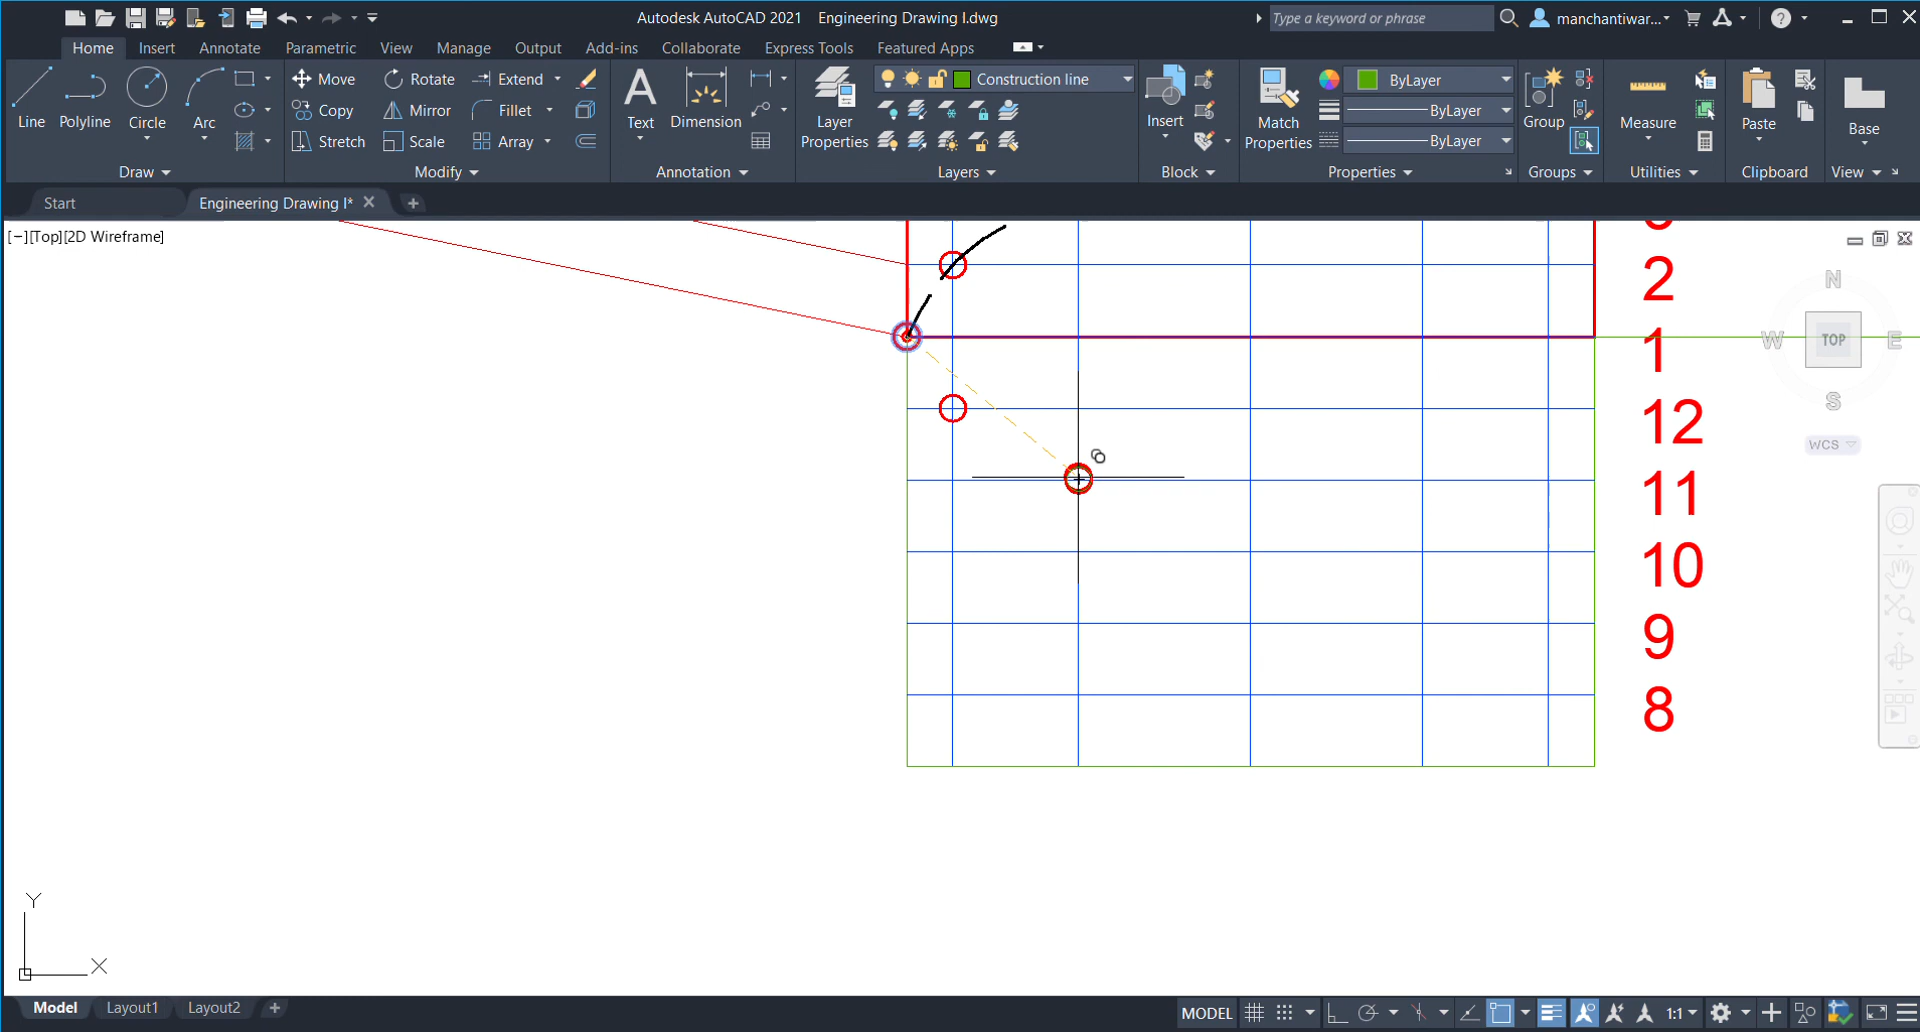 Autodesk AutoCAD 2021 Engineering Drawing I.dwg
Type a keyword or phrase
manchantiwar...
Home Insert Annotate Parametric View Manage Output Add-ins Collaborate Express Tools Featured Apps
Line Polyline Circle Arc
Move Rotate Extend
Copy Mirror Fillet
Stretch Scale Array
Text Dimension
Layer Properties
Construction line
Insert
Match Properties
ByLayer
ByLayer
ByLayer
Group
Measure
Paste
Base
Draw Modify Annotation Layers Block Properties Groups Utilities Clipboard View
Start Engineering Drawing I*
[−][Top][2D Wireframe]
2
1
12
11
10
9
8
N
W TOP E
S
WCS
Y
X
Model Layout1 Layout2
MODEL 1:1